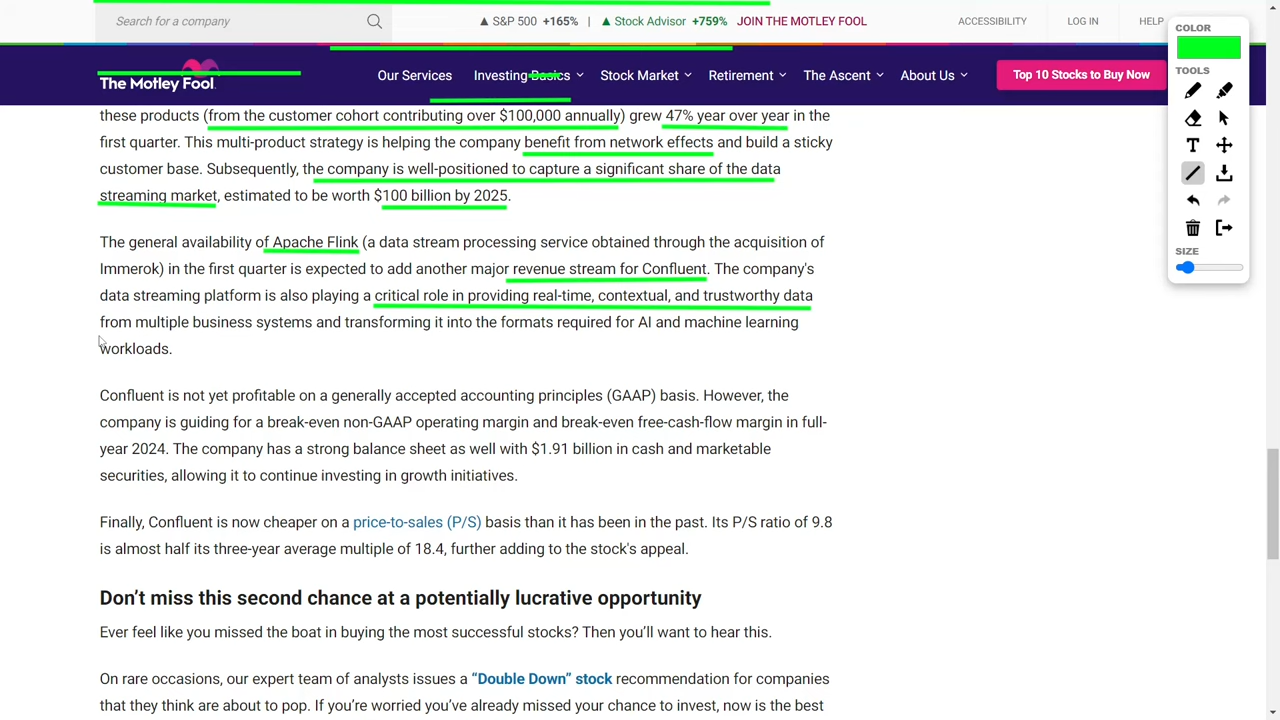 Search for a company
▲ S&P 500 +165% | ▲ Stock Advisor +759% JOIN THE MOTLEY FOOL
ACCESSIBILITY LOG IN HELP
The Motley Fool
Our Services Investing Basics Stock Market Retirement The Ascent About Us
Top 10 Stocks to Buy Now
COLOR
TOOLS
T
SIZE
these products (from the customer cohort contributing over $100,000 annually) grew 47% year over year in the
first quarter. This multi-product strategy is helping the company benefit from network effects and build a sticky
customer base. Subsequently, the company is well-positioned to capture a significant share of the data
streaming market, estimated to be worth $100 billion by 2025.
The general availability of Apache Flink (a data stream processing service obtained through the acquisition of
Immerok) in the first quarter is expected to add another major revenue stream for Confluent. The company's
data streaming platform is also playing a critical role in providing real-time, contextual, and trustworthy data
from multiple business systems and transforming it into the formats required for AI and machine learning
workloads.
Confluent is not yet profitable on a generally accepted accounting principles (GAAP) basis. However, the
company is guiding for a break-even non-GAAP operating margin and break-even free-cash-flow margin in full-
year 2024. The company has a strong balance sheet as well with $1.91 billion in cash and marketable
securities, allowing it to continue investing in growth initiatives.
Finally, Confluent is now cheaper on a price-to-sales (P/S) basis than it has been in the past. Its P/S ratio of 9.8
is almost half its three-year average multiple of 18.4, further adding to the stock's appeal.
Don’t miss this second chance at a potentially lucrative opportunity
Ever feel like you missed the boat in buying the most successful stocks? Then you’ll want to hear this.
On rare occasions, our expert team of analysts issues a “Double Down” stock recommendation for companies
that they think are about to pop. If you’re worried you’ve already missed your chance to invest, now is the best